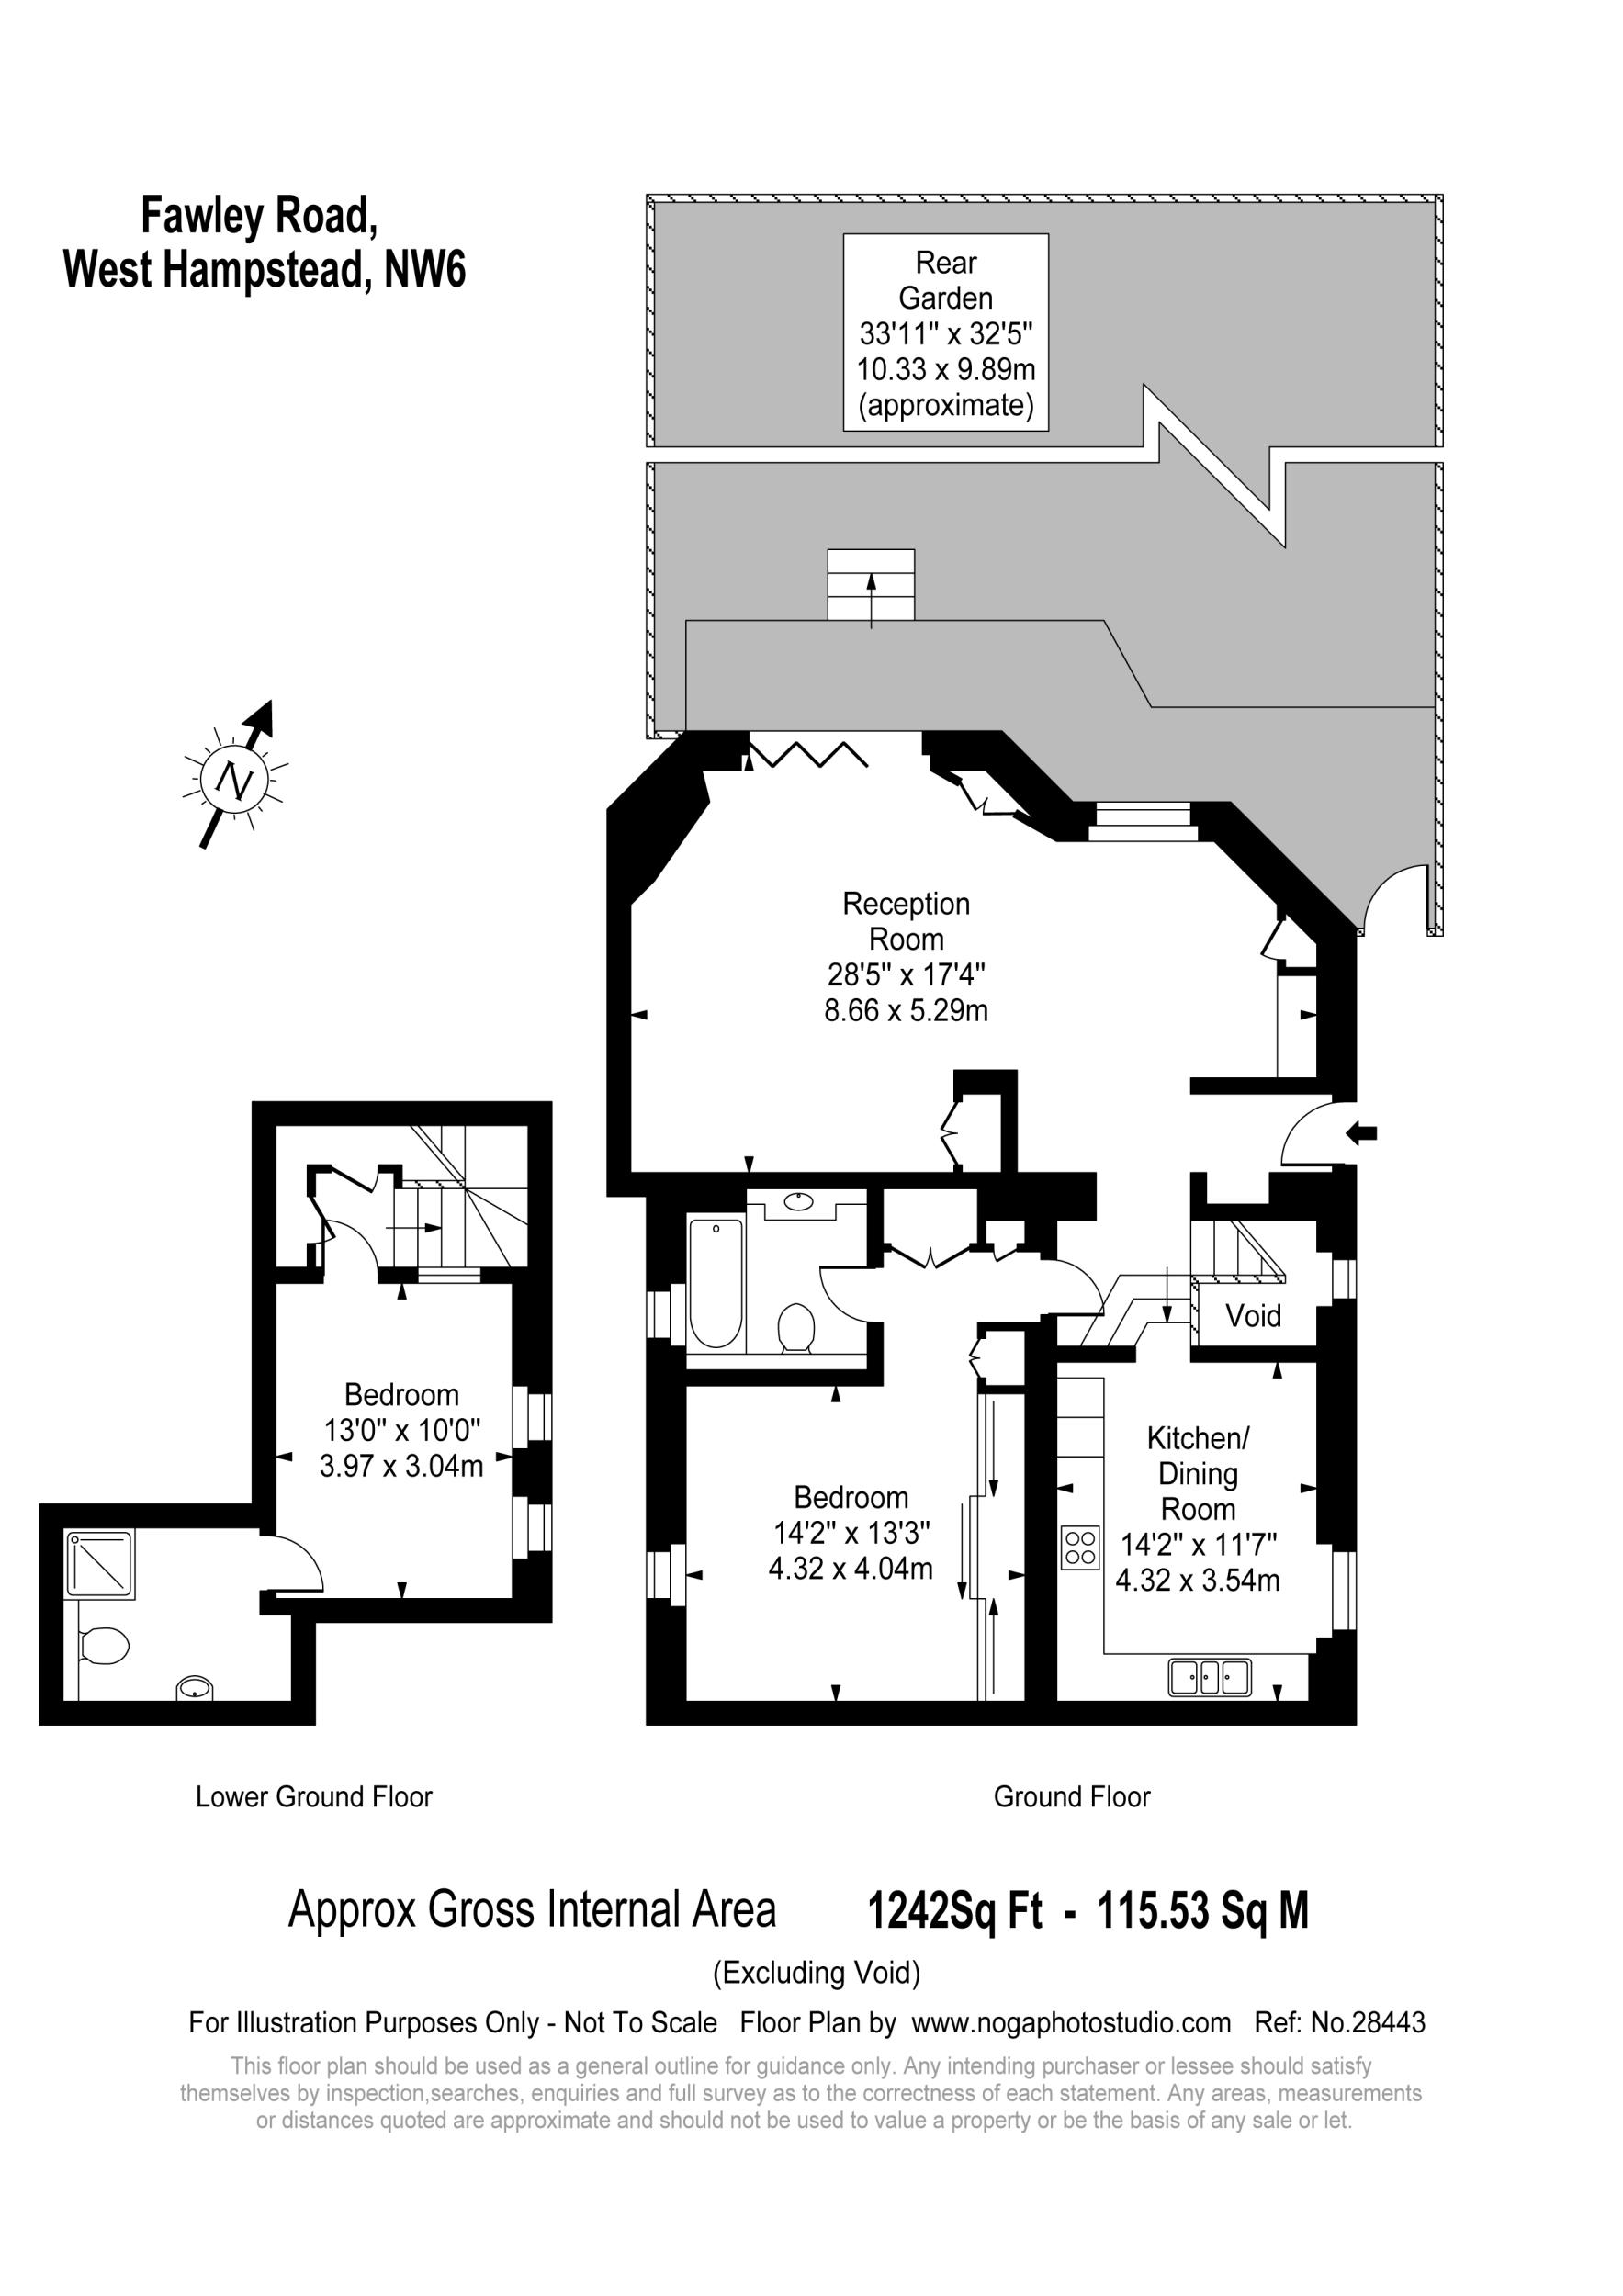 Fawley Road,
West Hampstead, NW6
Rear
Garden
33'11" x 32'5"
10.33 x 9.89m
(approximate)
N
Reception
Room
28'5" x 17'4"
8.66 x 5.29m
Void
Bedroom
13'0" x 10'0"
3.97 x 3.04m
Bedroom
14'2" x 13'3"
4.32 x 4.04m
Kitchen/
Dining
Room
14'2" x 11'7"
4.32 x 3.54m
Lower Ground Floor
Ground Floor
Approx Gross Internal Area 1242Sq Ft - 115.53 Sq M
(Excluding Void)
For Illustration Purposes Only - Not To Scale Floor Plan by www.nogaphotostudio.com Ref: No.28443
This floor plan should be used as a general outline for guidance only. Any intending purchaser or lessee should satisfy
themselves by inspection,searches, enquiries and full survey as to the correctness of each statement. Any areas, measurements
or distances quoted are approximate and should not be used to value a property or be the basis of any sale or let.